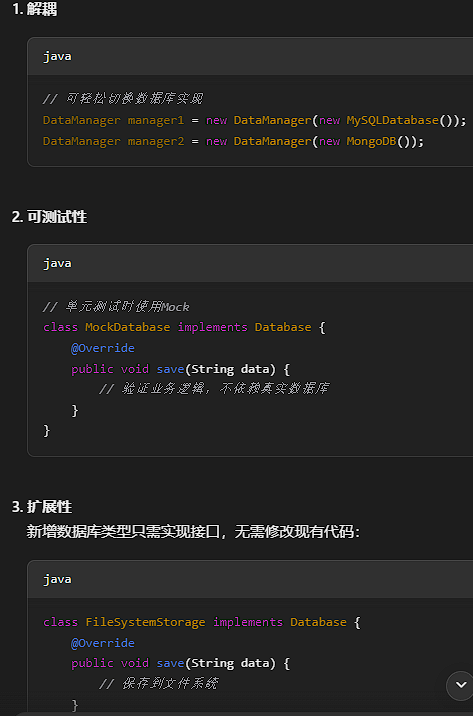 1. 解耦
java
// 可轻松切换数据库实现
DataManager manager1 = new DataManager(new MySQLDatabase());
DataManager manager2 = new DataManager(new MongoDB());
2. 可测试性
java
// 单元测试时使用Mock
class MockDatabase implements Database {
    @Override
    public void save(String data) {
        // 验证业务逻辑，不依赖真实数据库
    }
}
3. 扩展性
新增数据库类型只需实现接口，无需修改现有代码：
java
class FileSystemStorage implements Database {
    @Override
    public void save(String data) {
        // 保存到文件系统
    }